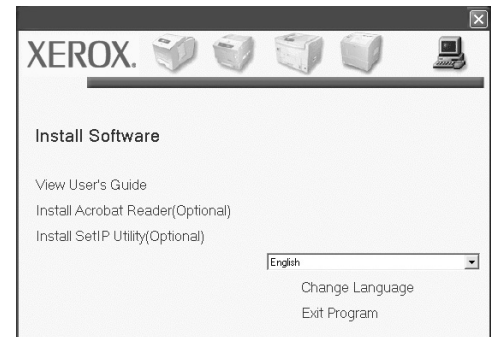 XEROX.
Install Software
View User's Guide
Install Acrobat Reader(Optional)
Install SetIP Utility(Optional)
English
Change Language
Exit Program